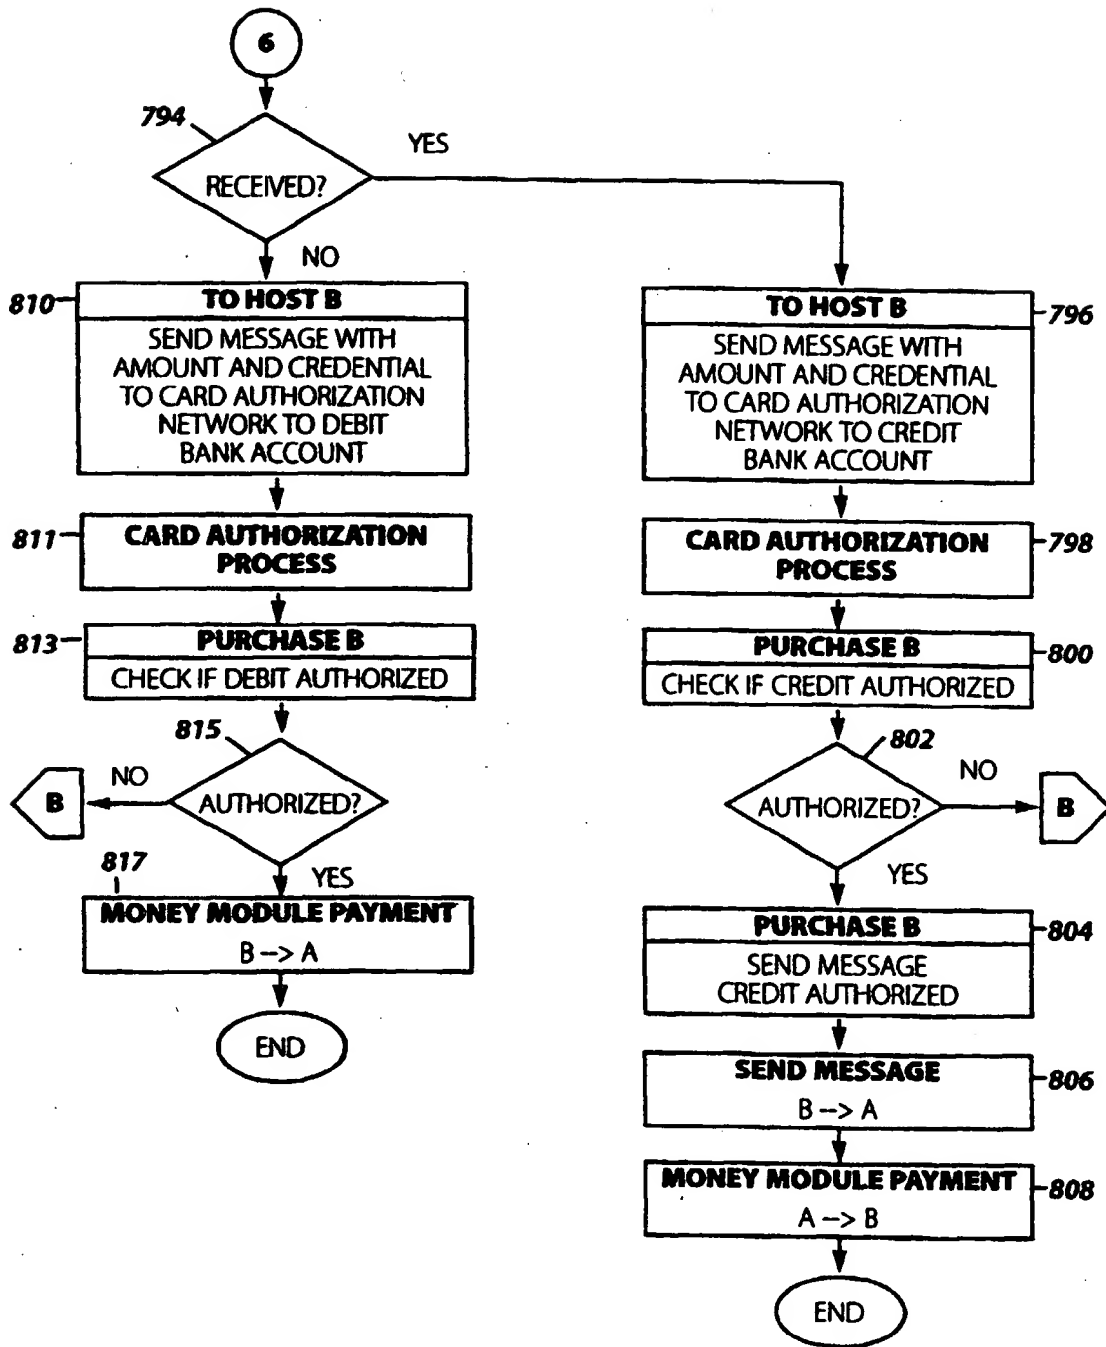 6
794
YES
RECEIVED?
NO
810
TO HOST B
SEND MESSAGE WITH
AMOUNT AND CREDENTIAL
TO CARD AUTHORIZATION
NETWORK TO DEBIT
BANK ACCOUNT
811
CARD AUTHORIZATION
PROCESS
813
PURCHASE B
CHECK IF DEBIT AUTHORIZED
815
NO
B
AUTHORIZED?
817
YES
MONEY MODULE PAYMENT
B --> A
END
TO HOST B
796
SEND MESSAGE WITH
AMOUNT AND CREDENTIAL
TO CARD AUTHORIZATION
NETWORK TO CREDIT
BANK ACCOUNT
CARD AUTHORIZATION
PROCESS
798
PURCHASE B
800
CHECK IF CREDIT AUTHORIZED
802
NO
AUTHORIZED?
B
YES
PURCHASE B
804
SEND MESSAGE
CREDIT AUTHORIZED
SEND MESSAGE
806
B --> A
MONEY MODULE PAYMENT
808
A --> B
END